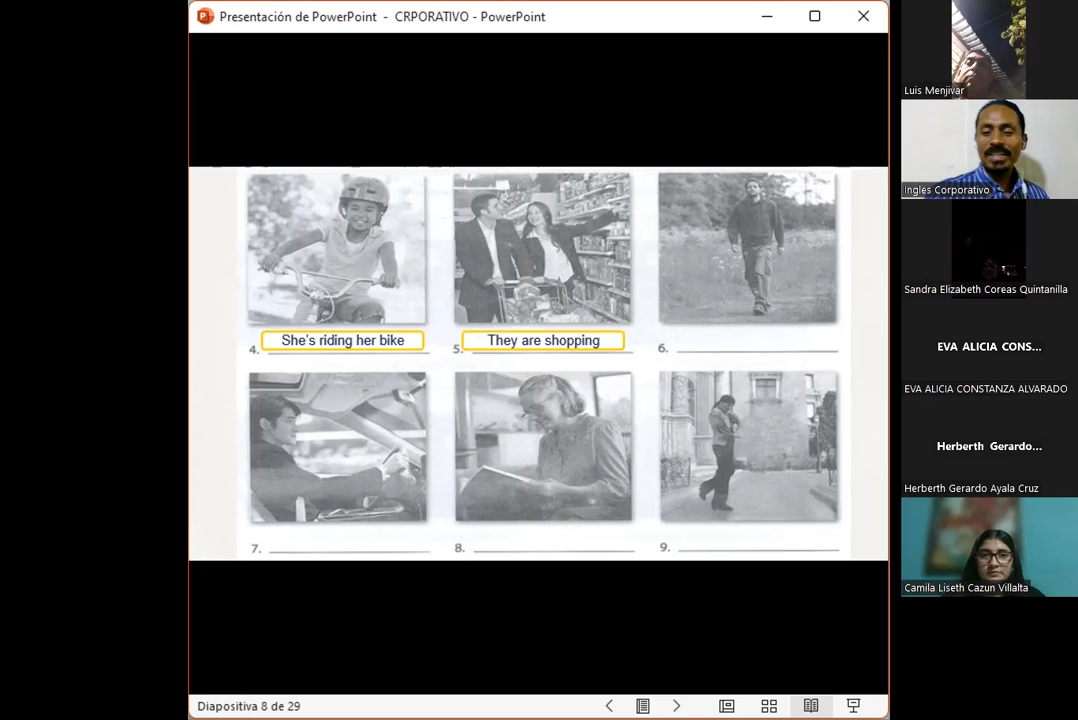 Presentación de PowerPoint - CRPORATIVO - PowerPoint
Luis Menjivar
Ingles Corporativo
Sandra Elizabeth Coreas Quintanilla
EVA ALICIA CONS...
EVA ALICIA CONSTANZA ALVARADO
Herberth Gerardo...
Herberth Gerardo Ayala Cruz
Camila Liseth Cazun Villalta
4. She's riding her bike
5. They are shopping
6.
7.
8.
9.
Diapositiva 8 de 29